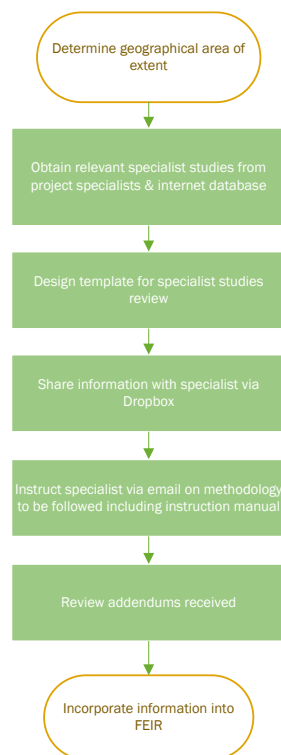 Determine geographical area of
extent
Obtain relevant specialist studies from
project specialists & internet database
Design template for specialist studies
review
Share information with specialist via
Dropbox
Instruct specialist via email on methodology
to be followed including instruction manual
Review addendums received
Incorporate information into
FEIR